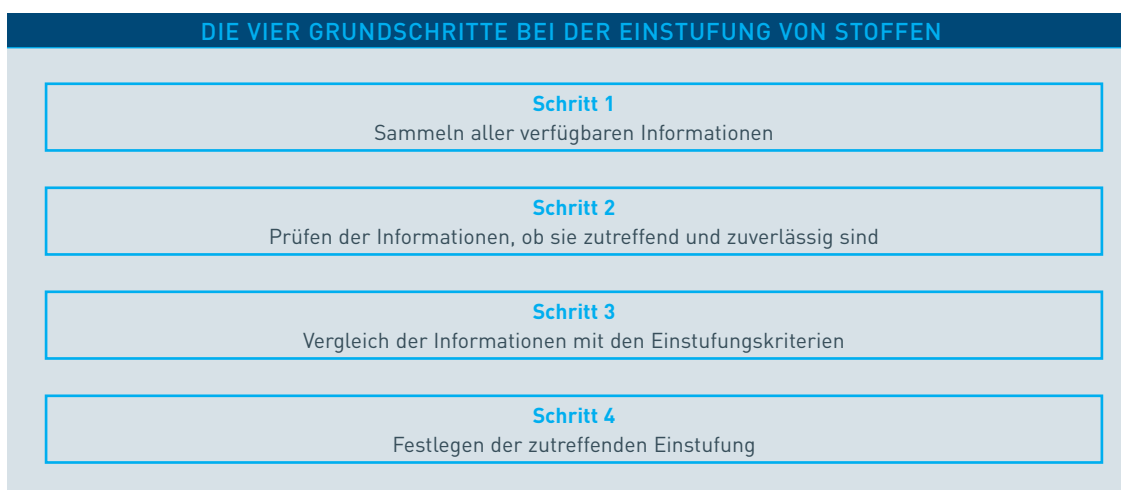 DIE VIER GRUNDSCHRITTE BEI DER EINSTUFUNG VON STOFFEN
Schritt 1
Sammeln aller verfügbaren Informationen
Schritt 2
Prüfen der Informationen, ob sie zutreffend und zuverlässig sind
Schritt 3
Vergleich der Informationen mit den Einstufungskriterien
Schritt 4
Festlegen der zutreffenden Einstufung